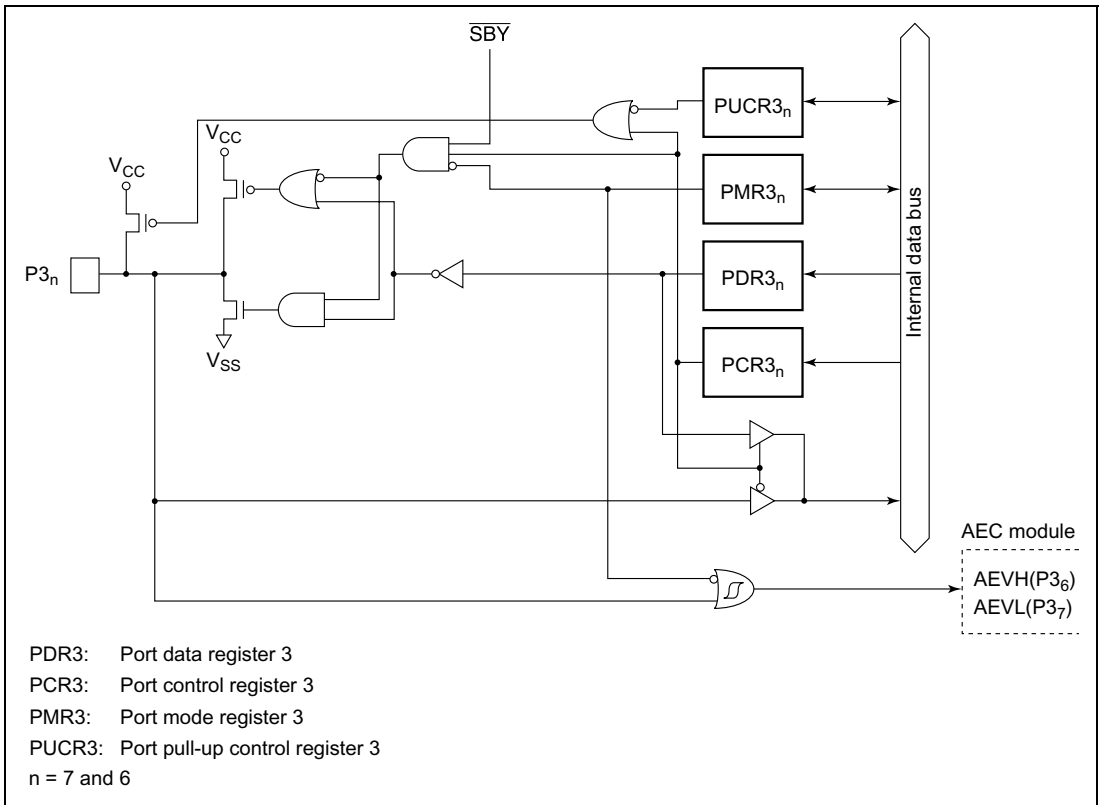 SBY
PUCR3n
VCC
VCC
PMR3n
Internal data bus
P3n
PDR3n
VSS
PCR3n
AEC module
AEVH(P36)
AEVL(P37)
PDR3: Port data register 3
PCR3: Port control register 3
PMR3: Port mode register 3
PUCR3: Port pull-up control register 3
n = 7 and 6